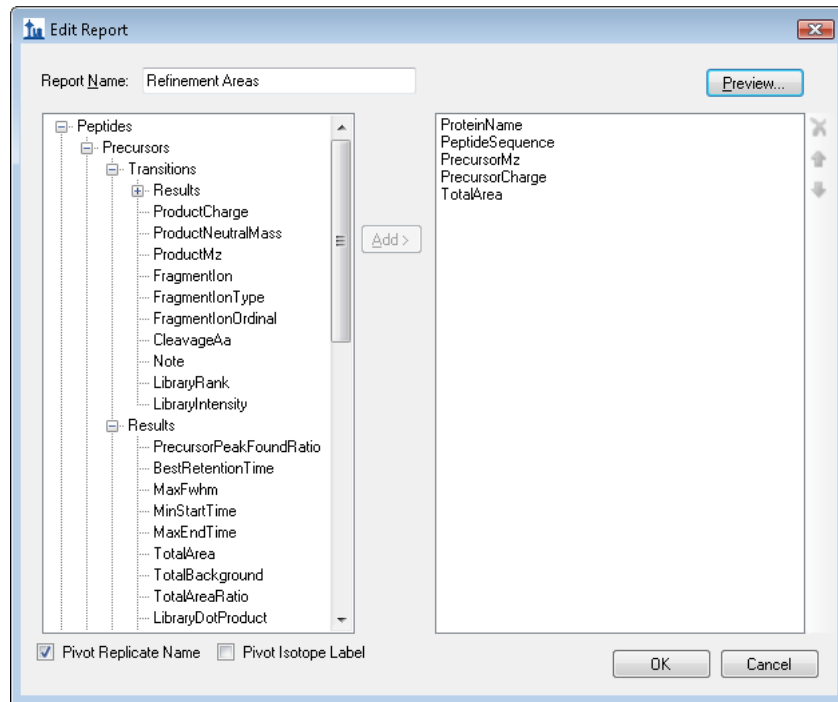 Edit Report
Report Name: Refinement Areas
Preview...
Peptides
Precursors
Transitions
Results
ProductCharge
ProductNeutralMass
ProductMz
FragmentIon
FragmentIonType
FragmentIonOrdinal
CleavageAa
Note
LibraryRank
LibraryIntensity
Results
PrecursorPeakFoundRatio
BestRetentionTime
MaxFwhm
MinStartTime
MaxEndTime
TotalArea
TotalBackground
TotalAreaRatio
LibraryDotProduct
Add >
ProteinName
PeptideSequence
PrecursorMz
PrecursorCharge
TotalArea
Pivot Replicate Name Pivot Isotope Label
OK Cancel